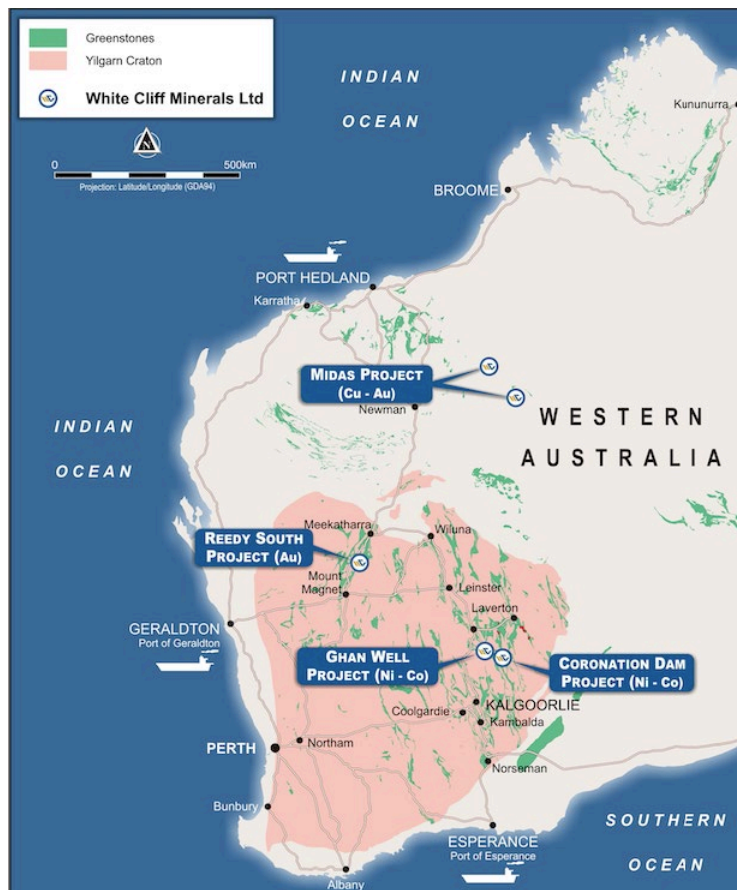 Greenstones
Yilgarn Craton
White Cliff Minerals Ltd
N
0
500km
Projection: Latitude/Longitude (GDA94)
INDIAN
OCEAN
Kununurra
BROOME
PORT HEDLAND
Karratha
MIDAS PROJECT
(Cu - Au)
Newman
WESTERN
AUSTRALIA
INDIAN
OCEAN
Meekatharra
Wiluna
REEDY SOUTH
PROJECT (Au)
Mount
Magnet
Leinster
Laverton
GERALDTON
Port of Geraldton
GHAN WELL
PROJECT (Ni - Co)
CORONATION DAM
PROJECT (Ni - Co)
KALGOORLIE
Coolgardie
Kambalda
PERTH
Northam
Norseman
Bunbury
ESPERANCE
Port of Esperance
SOUTHERN
OCEAN
Albany